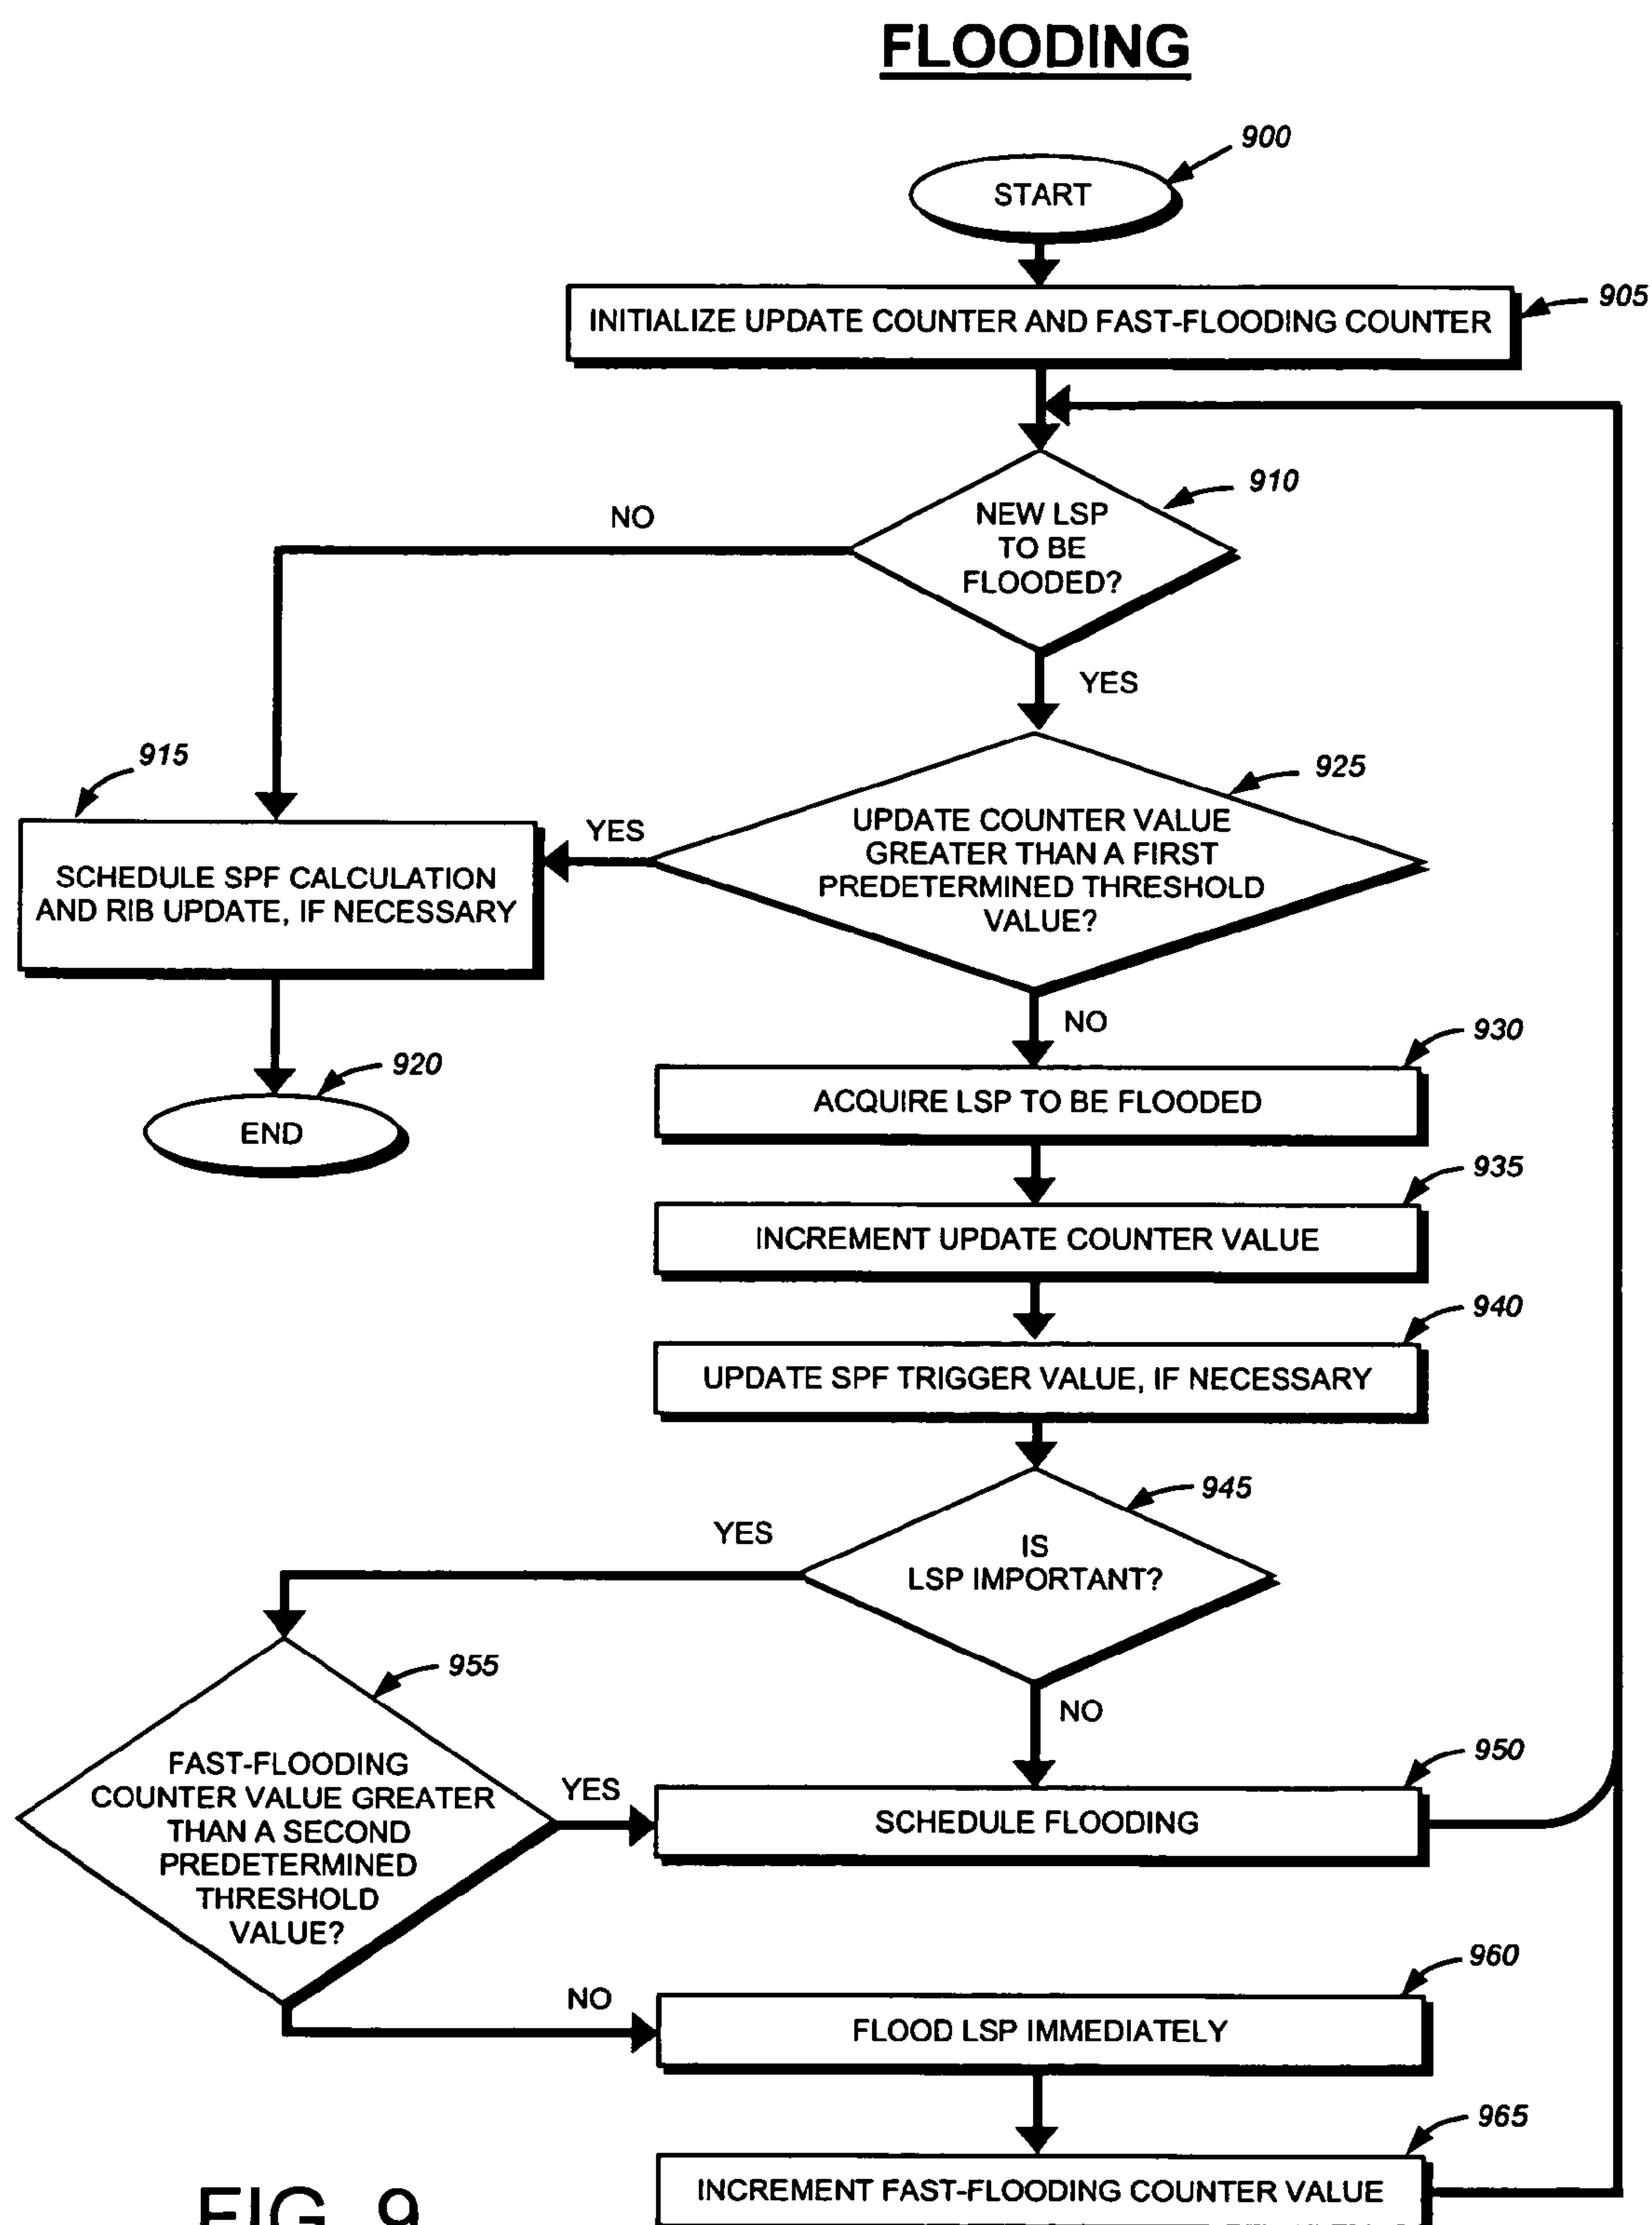 FLOODING
900
START
905
INITIALIZE UPDATE COUNTER AND FAST-FLOODING COUNTER
910
NO
NEW LSP
TO BE
FLOODED?
YES
915
925
YES
UPDATE COUNTER VALUE
GREATER THAN A FIRST
PREDETERMINED THRESHOLD
VALUE?
SCHEDULE SPF CALCULATION
AND RIB UPDATE, IF NECESSARY
NO
930
920
ACQUIRE LSP TO BE FLOODED
END
935
INCREMENT UPDATE COUNTER VALUE
940
UPDATE SPF TRIGGER VALUE, IF NECESSARY
945
YES
IS
LSP IMPORTANT?
955
NO
950
FAST-FLOODING
COUNTER VALUE GREATER
THAN A SECOND
PREDETERMINED
THRESHOLD
VALUE?
YES
SCHEDULE FLOODING
960
NO
FLOOD LSP IMMEDIATELY
965
INCREMENT FAST-FLOODING COUNTER VALUE
FIG. 9